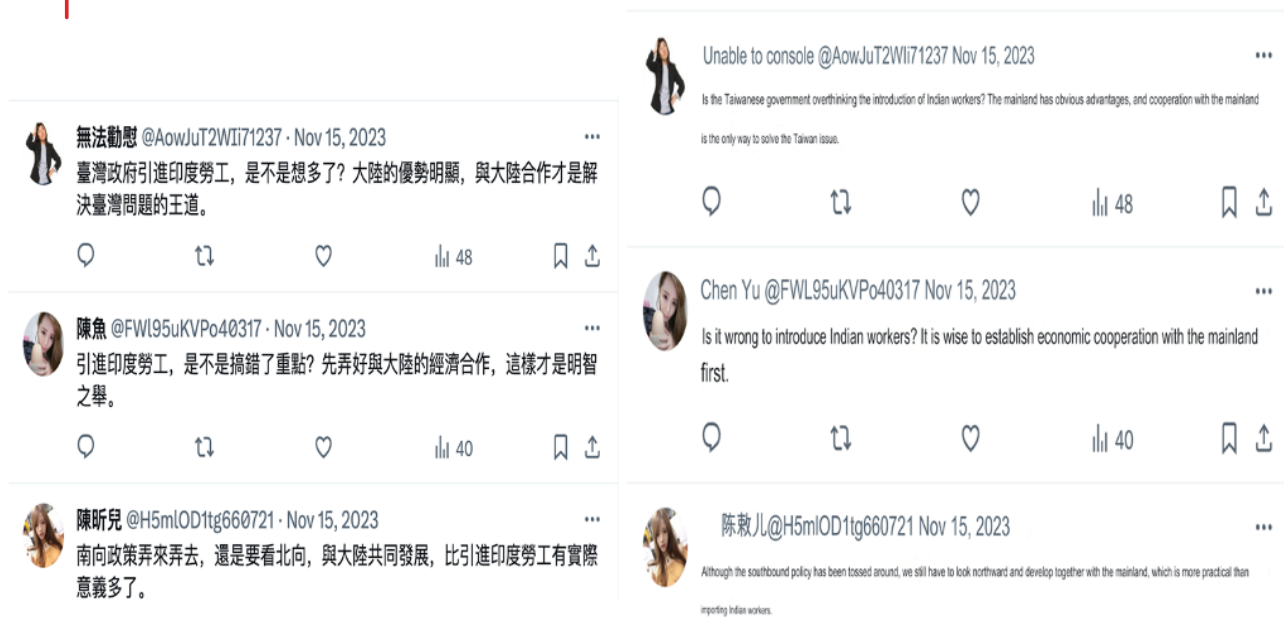 無法勸慰 @AowJuT2WIi71237 · Nov 15, 2023
臺灣政府引進印度勞工，是不是想多了？大陸的優勢明顯，與大陸合作才是解
決臺灣問題的王道。
48
陳魚 @FWl95uKVPo40317 · Nov 15, 2023
引進印度勞工，是不是搞錯了重點？先弄好與大陸的經濟合作，這樣才是明智
之舉。
40
陳昕兒 @H5mlOD1tg660721 · Nov 15, 2023
南向政策弄來弄去，還是要看北向，與大陸共同發展，比引進印度勞工有實際
意義多了。
Unable to console @AowJuT2WIi71237 Nov 15, 2023
Is the Taiwanese government overthinking the introduction of Indian workers? The mainland has obvious advantages, and cooperation with the mainland
is the only way to solve the Taiwan issue.
48
Chen Yu @FWL95uKVPo40317 Nov 15, 2023
Is it wrong to introduce Indian workers? It is wise to establish economic cooperation with the mainland
first.
40
陈敕儿@H5mIOD1tg660721 Nov 15, 2023
Although the southbound policy has been tossed around, we still have to look northward and develop together with the mainland, which is more practical than
importing Indian workers.